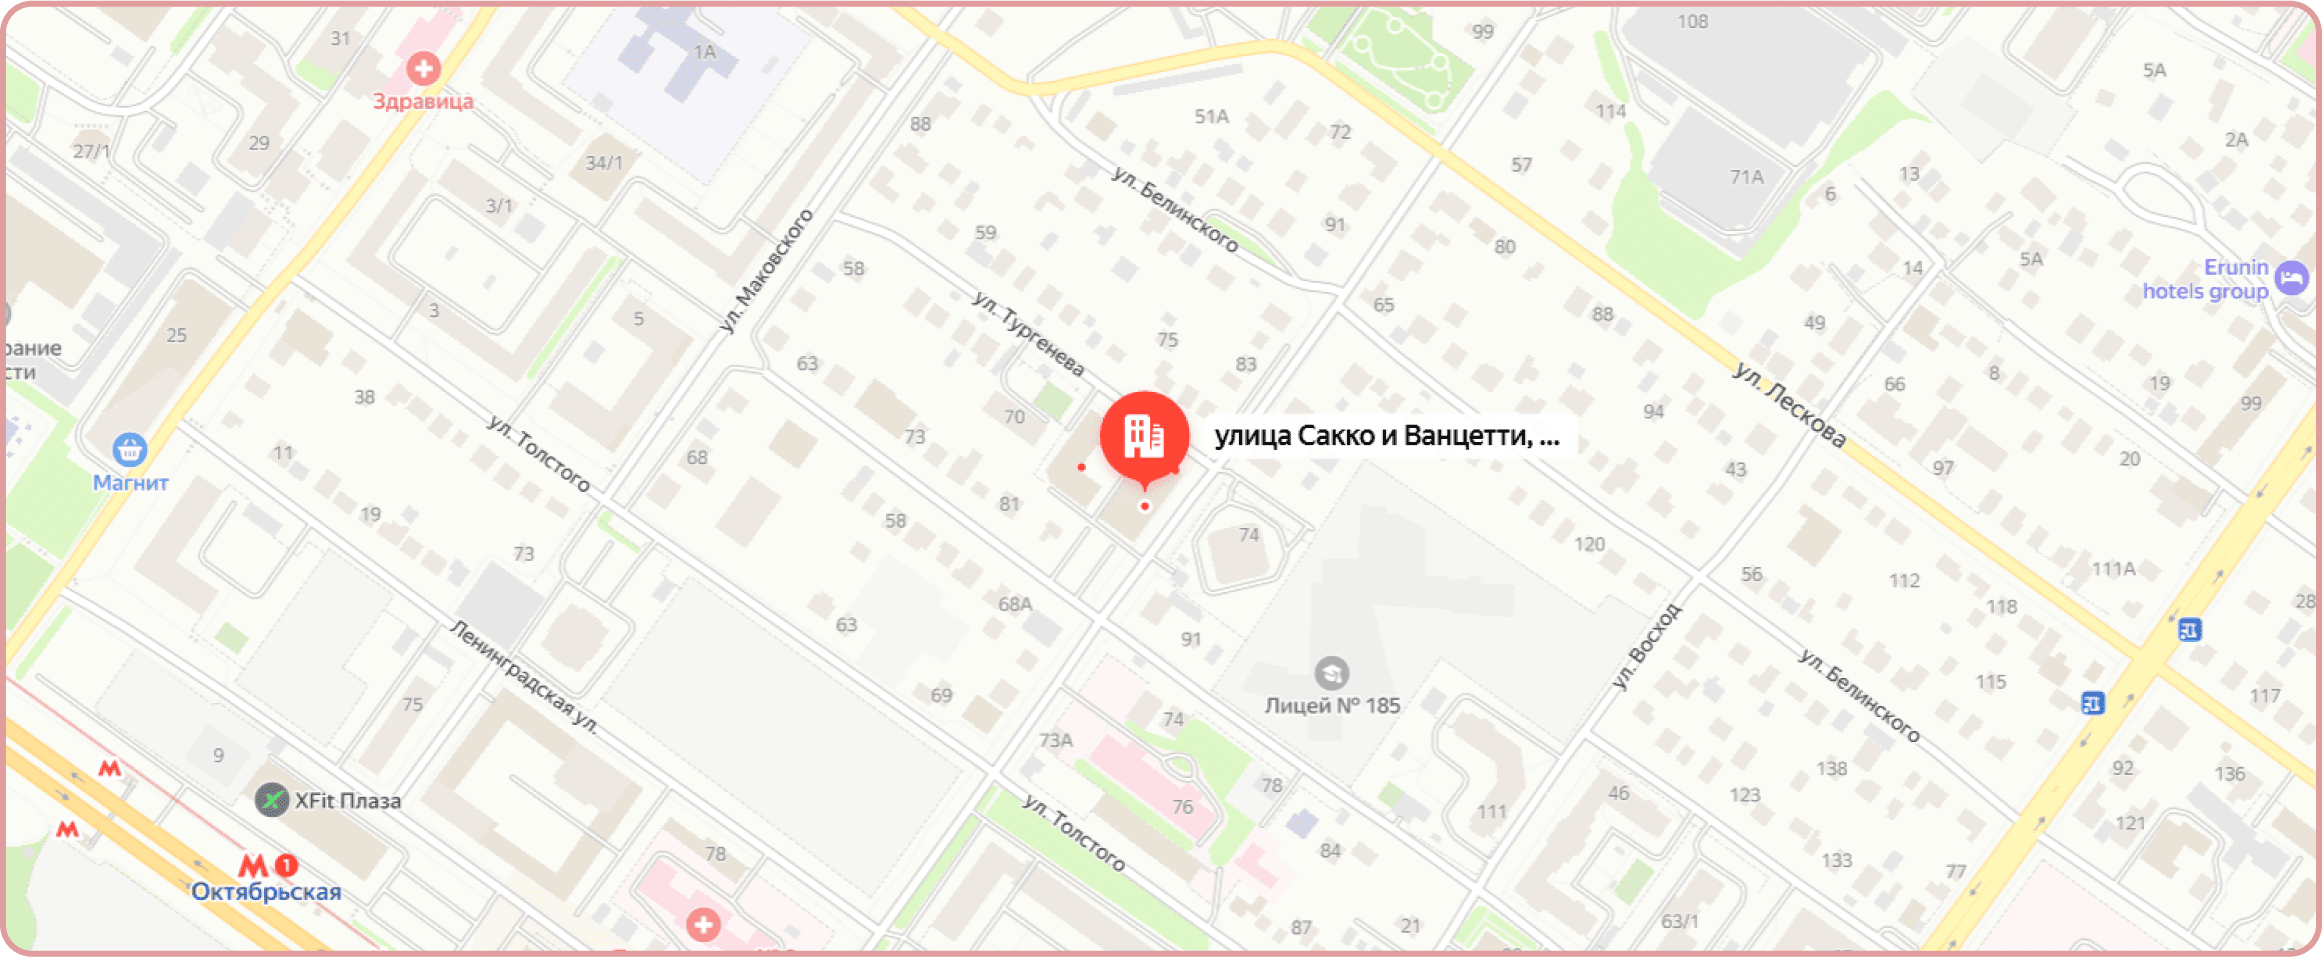 108
99
31
1А
5А
Здравица
51А
114
88
72
2А
29
27/1
34/1
57
13
71А
6
ул. Белинского
3/1
91
59
80
ул. Маковского
5А
58
14
Erunin
hotels group
ул. Тургенева
65
3
88
5
49
25
75
рание
сти
63
83
8
66
19
ул. Лескова
38
99
94
70
73
улица Сакко и Ванцетти, ...
ул. Толстого
11
68
20
97
43
Магнит
81
19
58
74
120
73
111А
56
112
28
68А
118
63
91
ул. Восход
Ленинградская ул.
ул. Белинского
115
69
117
75
Лицей № 185
74
73А
9
92
138
136
78
46
123
XFit Плаза
76
111
121
ул. Толстого
84
78
133
1
77
Октябрьская
63/1
87
21